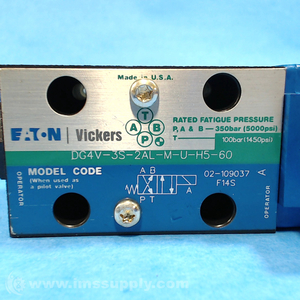 Made in U.S.A.
T
A B
P
RATED FATIGUE PRESSURE
P, A & B — 350bar (5000psi)
T 100bar (1450psi)
EATON Vickers
DG4V-3S-2AL-M-U-H5-60
MODEL CODE
(When used as
a pilot valve)
OPERATOR
A B
P T
02-109037 A
F14S
OPERATOR
© www.imssupply.com